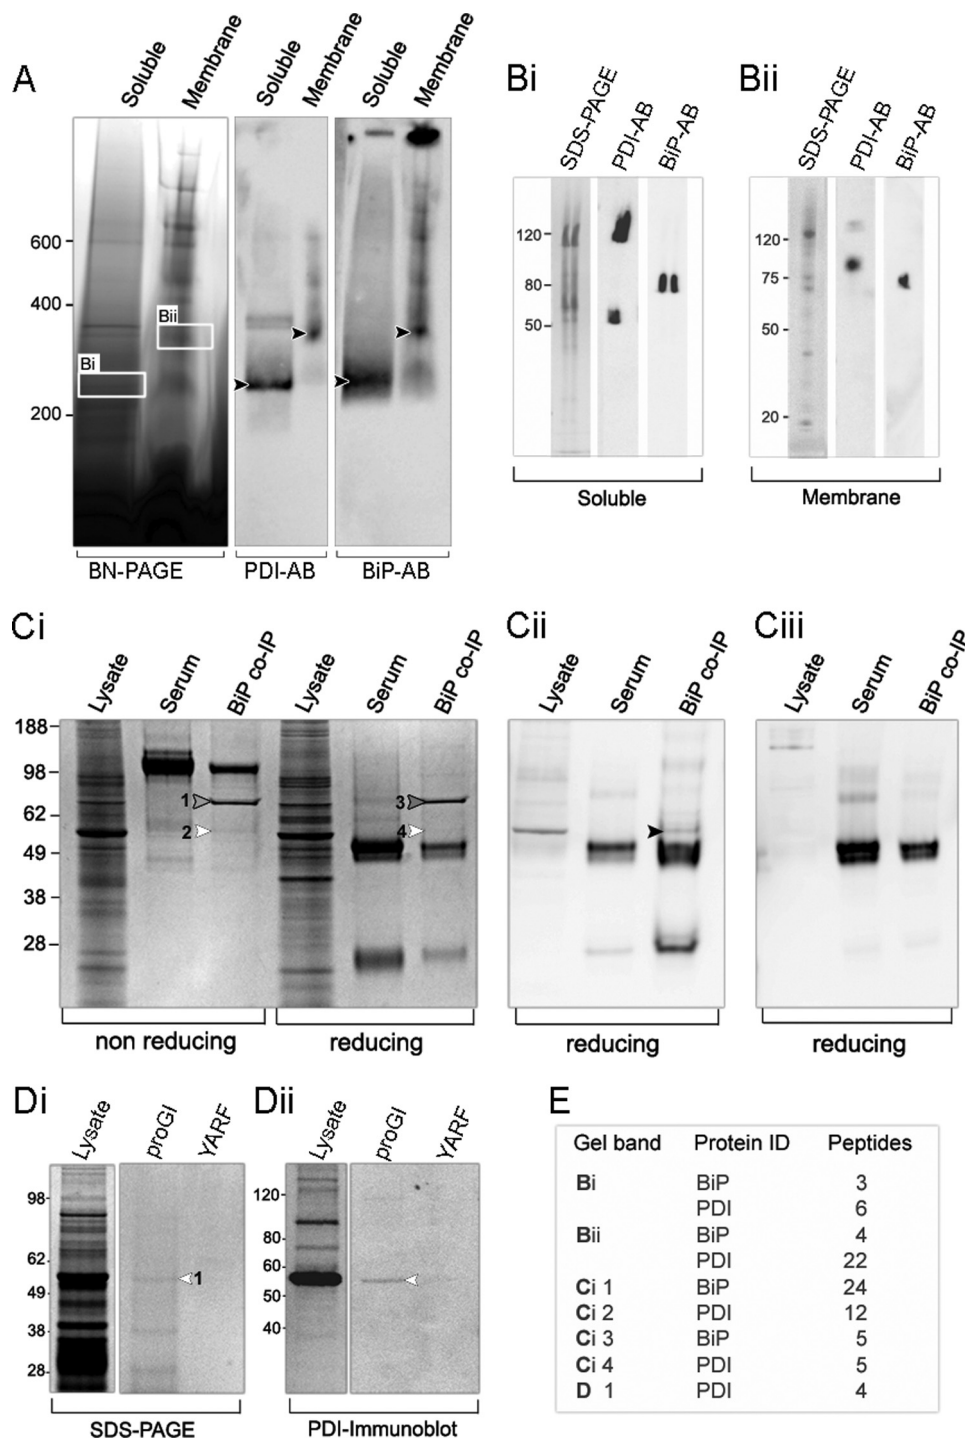 A
Soluble
Membrane
Soluble
Membrane
Soluble
Membrane
600
400
200
Bi
Bii
BN-PAGE
PDI-AB
BiP-AB
Bi
SDS-PAGE
PDI-AB
BiP-AB
120
80
50
Soluble
Bii
SDS-PAGE
PDI-AB
BiP-AB
120
75
50
20
Membrane
Ci
Lysate
Serum
BiP co-IP
Lysate
Serum
BiP co-IP
188
98
62
49
38
28
1
2
3
4
non reducing
reducing
Cii
Lysate
Serum
BiP co-IP
reducing
Ciii
Lysate
Serum
BiP co-IP
reducing
Di
Lysate
proGI
YARF
98
62
49
38
28
1
SDS-PAGE
Dii
Lysate
proGI
YARF
120
80
60
50
40
PDI-Immunoblot
E
Gel band Protein ID Peptides
Bi BiP 3
PDI 6
Bii BiP 4
PDI 22
Ci 1 BiP 24
Ci 2 PDI 12
Ci 3 BiP 5
Ci 4 PDI 5
D 1 PDI 4